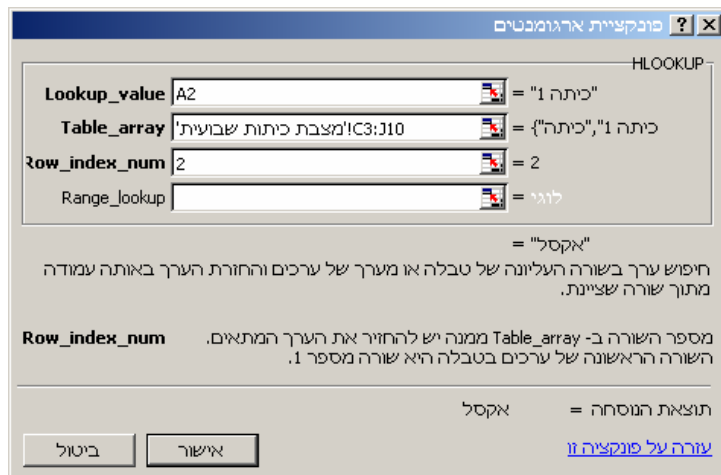 פונקציית ארגומנטים
HLOOKUP
Lookup_value A2 = "כיתה 1"
Table_array 'מצבת כיתות שבועית'!C3:J10 = {"כיתה","כיתה 1
Row_index_num 2 = 2
Range_lookup = לוגי
= "אקסל"
חיפוש ערך בשורה העליונה של טבלה או מערך של ערכים והחזרת הערך באותה עמודה
מתוך שורה שציינת.
Row_index_num מספר השורה ב- Table_array ממנה יש להחזיר את הערך המתאים.
השורה הראשונה של ערכים בטבלה היא שורה מספר 1.
תוצאת הנוסחה = אקסל
עזרה על פונקציה זו
אישור
ביטול